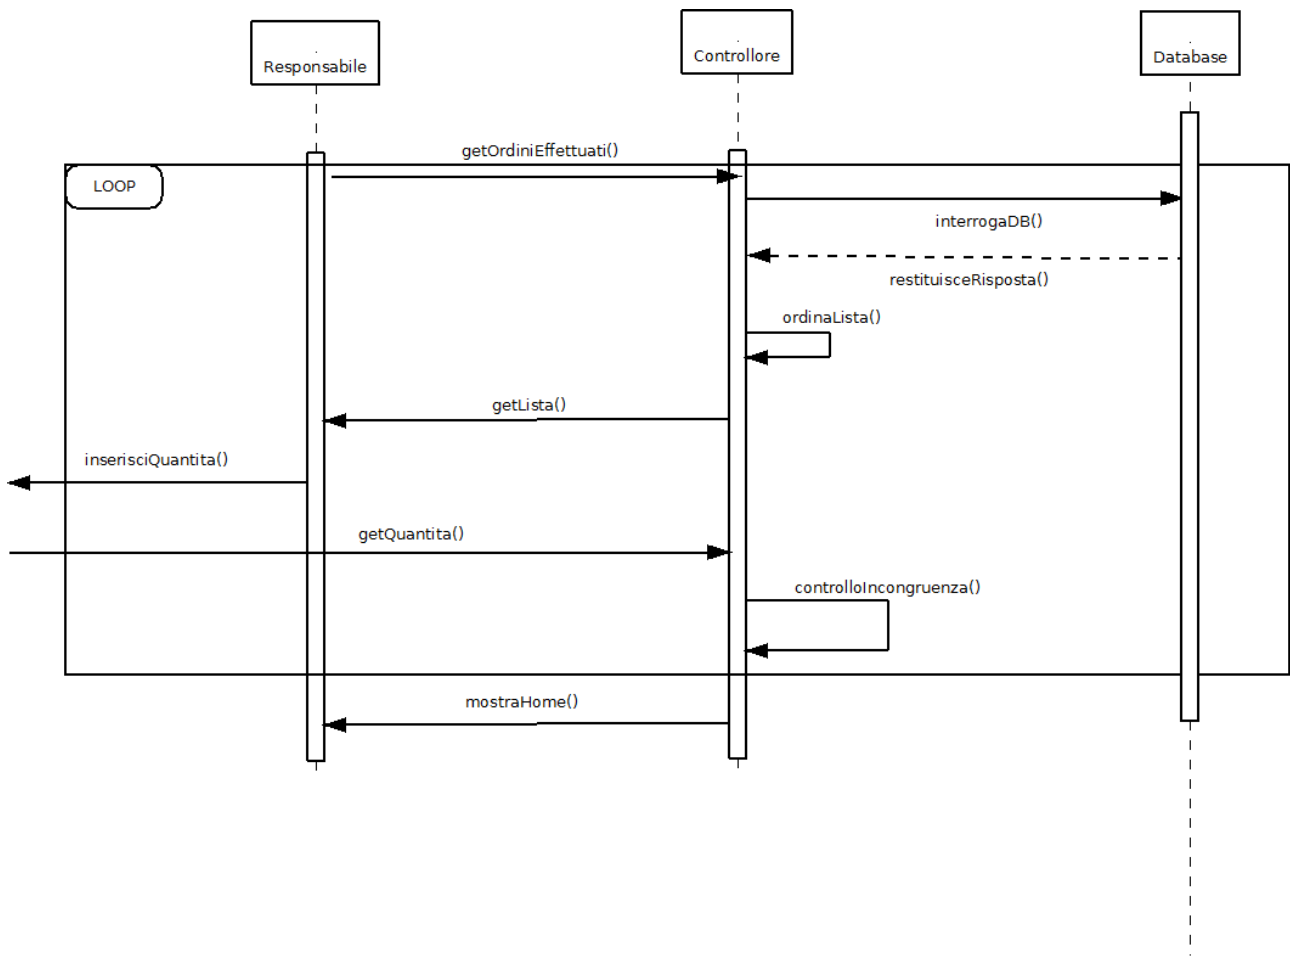 Responsabile
Controllore
Database
LOOP
getOrdiniEffettuati()
interrogaDB()
restituisceRisposta()
ordinaLista()
getLista()
inserisciQuantita()
getQuantita()
controlloIncongruenza()
mostraHome()